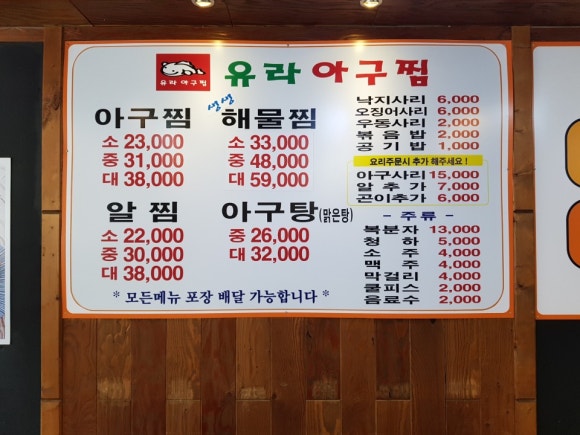 유라 아구찜
유라 아구찜
아구찜
소 23,000
중 31,000
대 38,000
생생
해물찜
소 33,000
중 48,000
대 59,000
알찜
소 22,000
중 30,000
대 38,000
아구탕(맑은탕)
중 26,000
대 32,000
* 모든메뉴 포장 배달 가능합니다 *
낙지사리 6,000
오징어사리 6,000
우동사리 2,000
볶음밥 2,000
공기밥 1,000
요리주문시 추가 해주세요!
아구사리 15,000
알추가 7,000
곤이추가 6,000
- 주류 -
복분자 13,000
청하 5,000
소주 4,000
맥주 4,000
막걸리 4,000
쿨피스 2,000
음료수 2,000